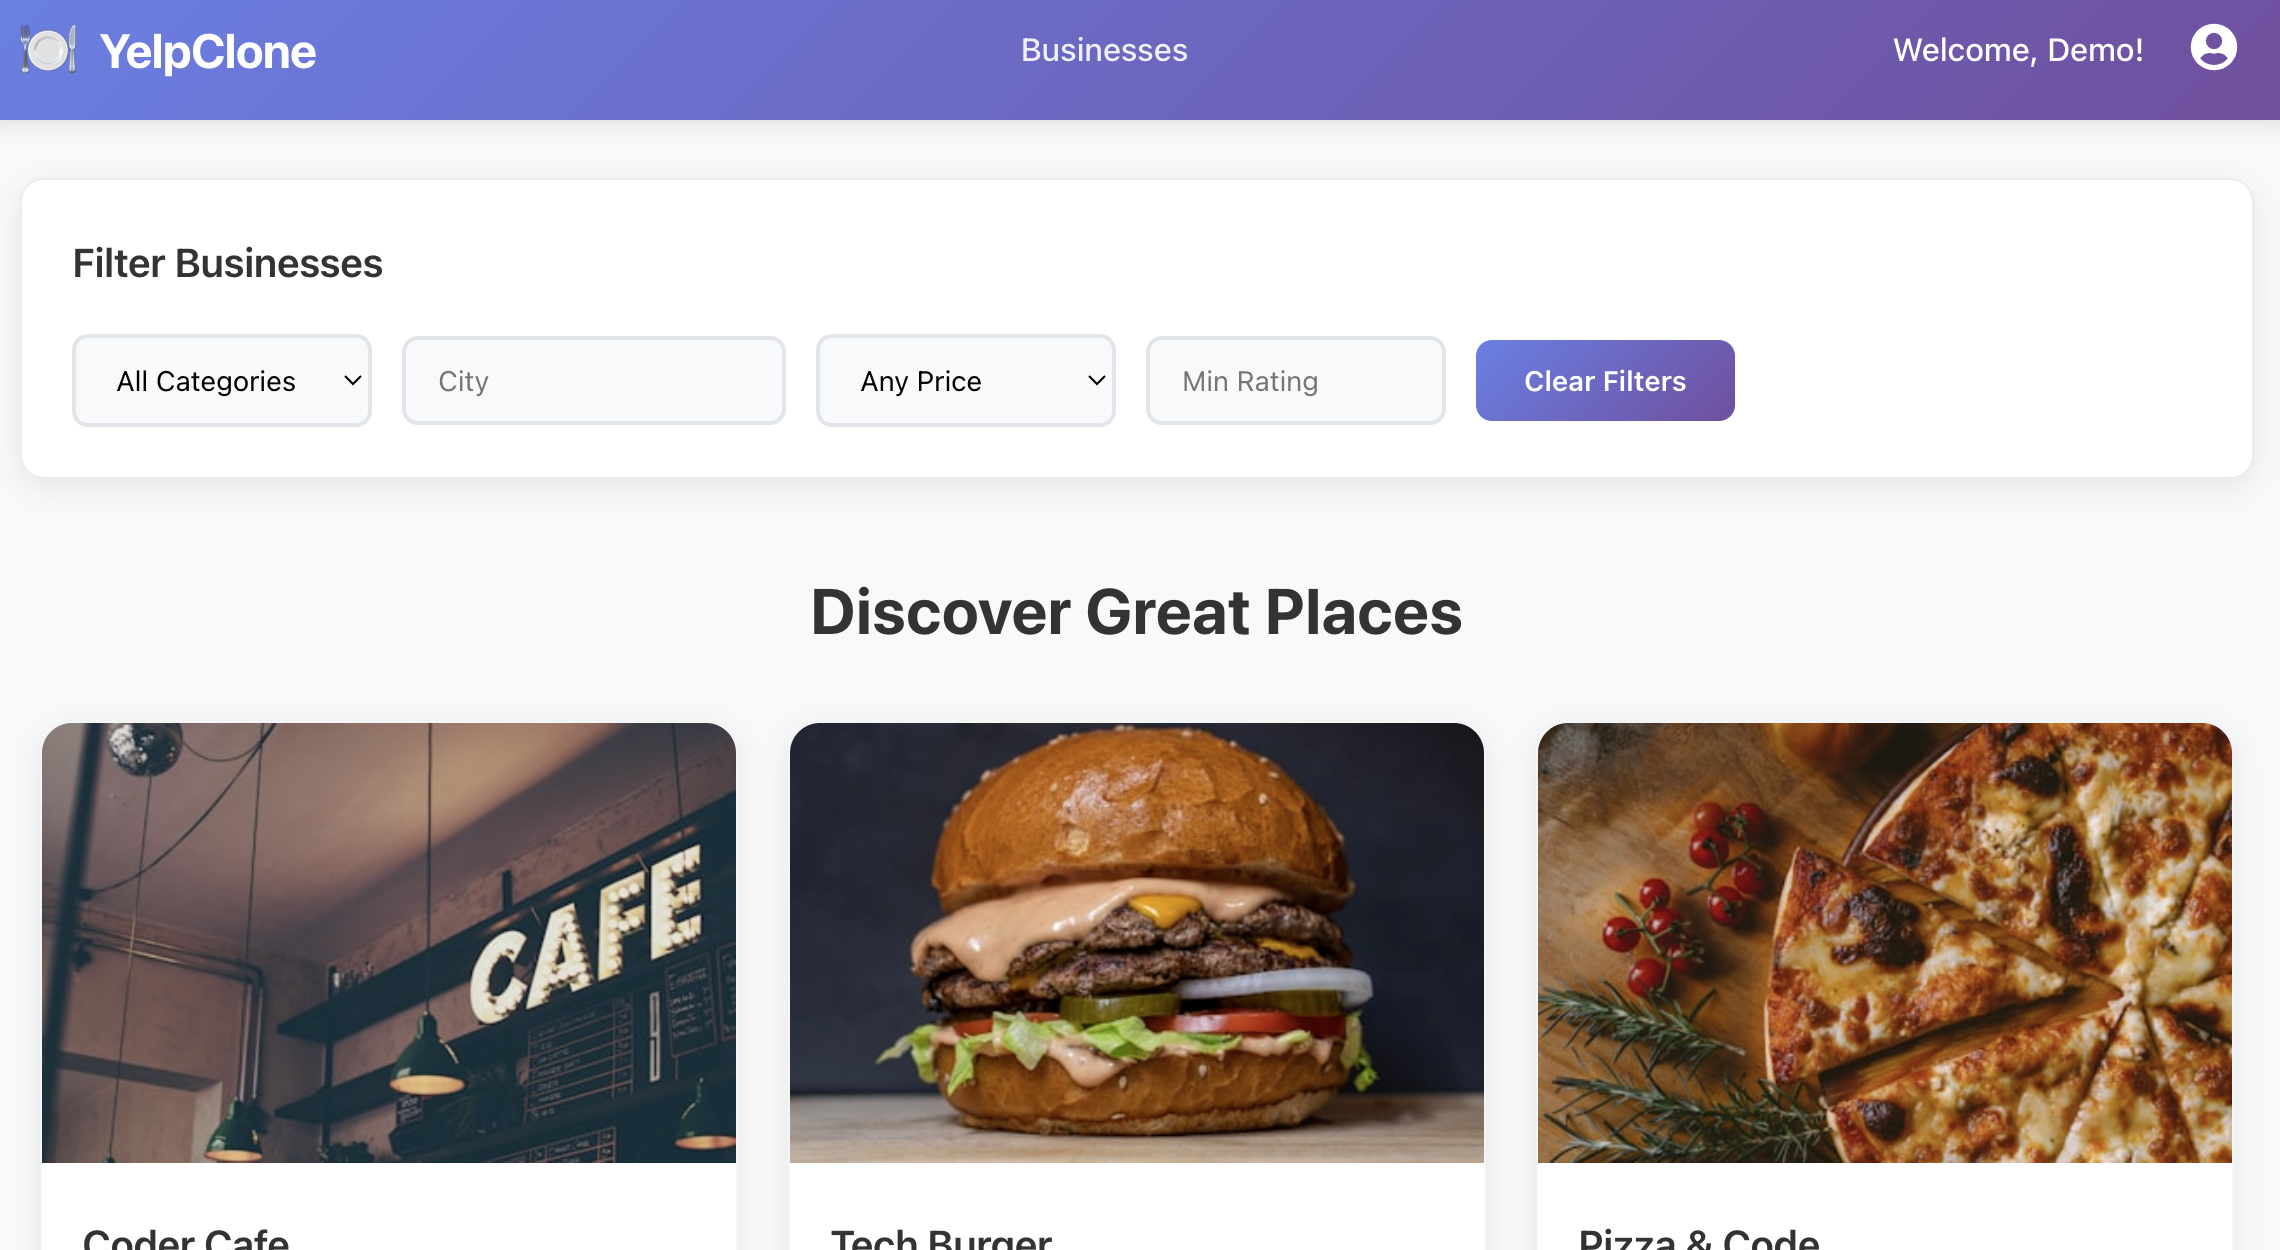 YelpClone
Businesses
Welcome, Demo!
Filter Businesses
All Categories
City
Any Price
Min Rating
Clear Filters
Discover Great Places
CAFE
Coder Cafe
Tech Burger
Pizza & Code